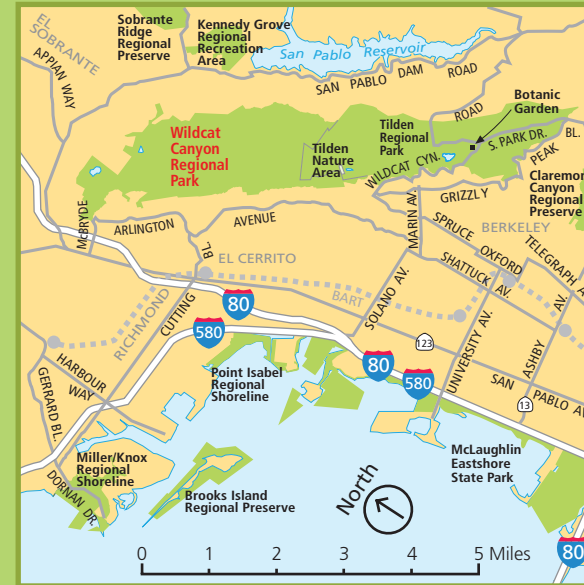 Sobrante
Ridge
Regional
Preserve
Kennedy Grove
Regional
Recreation
Area
San Pablo Reservoir
EL
SOBRANTE
APPIAN WAY
SAN PABLO DAM ROAD
ROAD
Botanic
Garden
Wildcat
Canyon
Regional
Park
Tilden
Nature
Area
Tilden
Regional
Park
S. PARK DR.
BL.
PEAK
WILDCAT CYN.
GRIZZLY
Claremon
Canyon
Regional
Preserve
McBRYDE
ARLINGTON
AVENUE
MARIN AV.
SPRUCE
OXFORD
BERKELEY
TELEGRAPH A
SHATTUCK AV.
BL.
EL CERRITO
CUTTING
RICHMOND
BART
SOLANO AV.
80
580
123
UNIVERSITY AV.
ASHBY
AV.
80
580
SAN PABLO AV
13
HARBOUR
WAY
GERRARD BL.
Point Isabel
Regional
Shoreline
Miller/Knox
Regional
Shoreline
DORNAN DR.
Brooks Island
Regional Preserve
McLaughlin
Eastshore
State Park
North
80
0 1 2 3 4 5 Miles